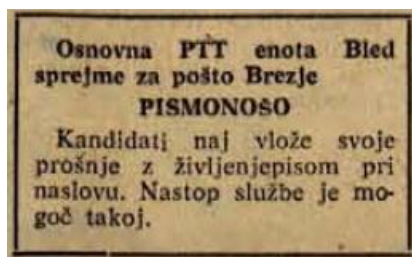 Osnovna PTT enota Bled
sprejme za pošto Brezje
PISMONOŠO
Kandidati naj vlože svoje
prošnje z življenjepisom pri
naslovu. Nastop službe je mo-
goč takoj.